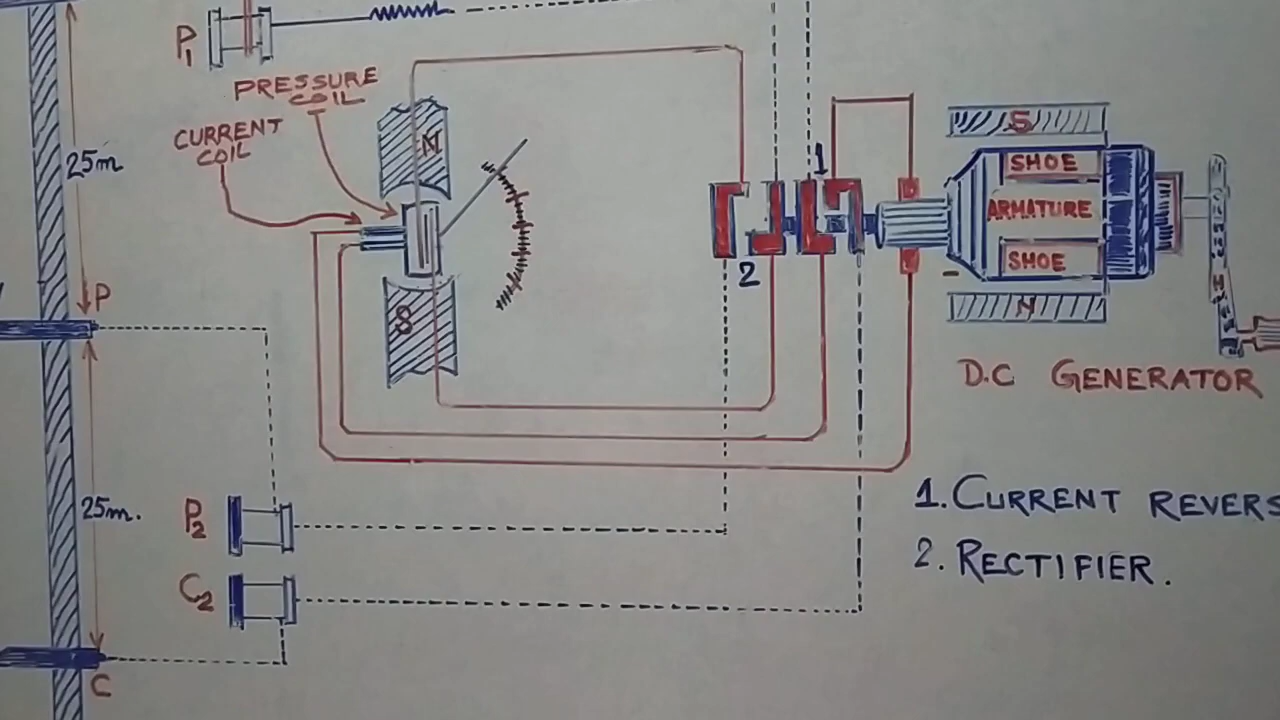 P1
PRESSURE
COIL
CURRENT
COIL
25m
N
S
1
2
S
SHOE
ARMATURE
SHOE
N
D.C GENERATOR
P
25m.
P2
C2
C
1. CURRENT REVERS
2. RECTIFIER.